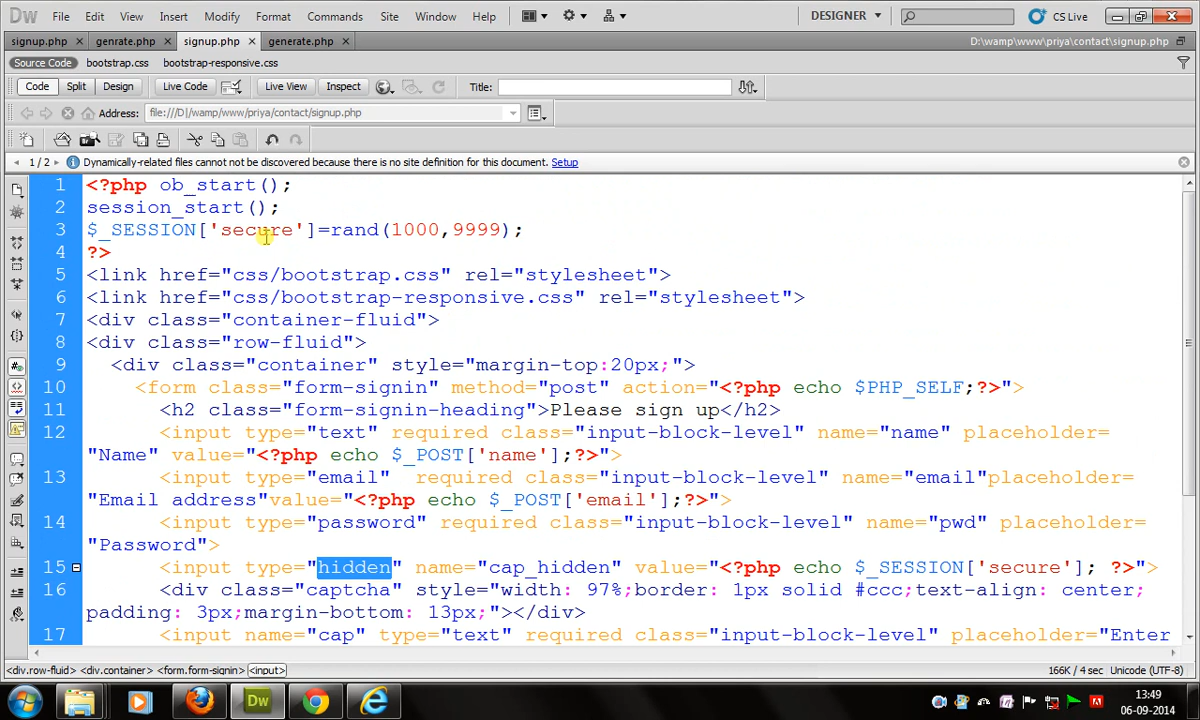 Dw File Edit View Insert Modify Format Commands Site Window Help DESIGNER CS Live
signup.php × genrate.php × signup.php × generate.php × D:\wamp\www\priya\contact\signup.php
Source Code bootstrap.css bootstrap-responsive.css
Code Split Design Live Code Live View Inspect Title:
Address: file:///D|/wamp/www/priya/contact/signup.php
1/2 Dynamically-related files cannot not be discovered because there is no site definition for this document. Setup
1 <?php ob_start();
2 session_start();
3 $_SESSION['secure']=rand(1000,9999);
4 ?>
5 <link href="css/bootstrap.css" rel="stylesheet">
6 <link href="css/bootstrap-responsive.css" rel="stylesheet">
7 <div class="container-fluid">
8 <div class="row-fluid">
9 <div class="container" style="margin-top:20px;">
10 <form class="form-signin" method="post" action="<?php echo $PHP_SELF;?>">
11 <h2 class="form-signin-heading">Please sign up</h2>
12 <input type="text" required class="input-block-level" name="name" placeholder=
"Name" value="<?php echo $_POST['name'];?>">
13 <input type="email" required class="input-block-level" name="email"placeholder=
"Email address"value="<?php echo $_POST['email'];?>">
14 <input type="password" required class="input-block-level" name="pwd" placeholder=
"Password">
15 <input type="hidden" name="cap_hidden" value="<?php echo $_SESSION['secure']; ?>">
16 <div class="captcha" style="width: 97%;border: 1px solid #ccc;text-align: center;
padding: 3px;margin-bottom: 13px;"></div>
17 <input name="cap" type="text" required class="input-block-level" placeholder="Enter
<div.row-fluid> <div.container> <form.form-signin> <input> 166K / 4 sec Unicode (UTF-8)
Dw 13:49
06-09-2014